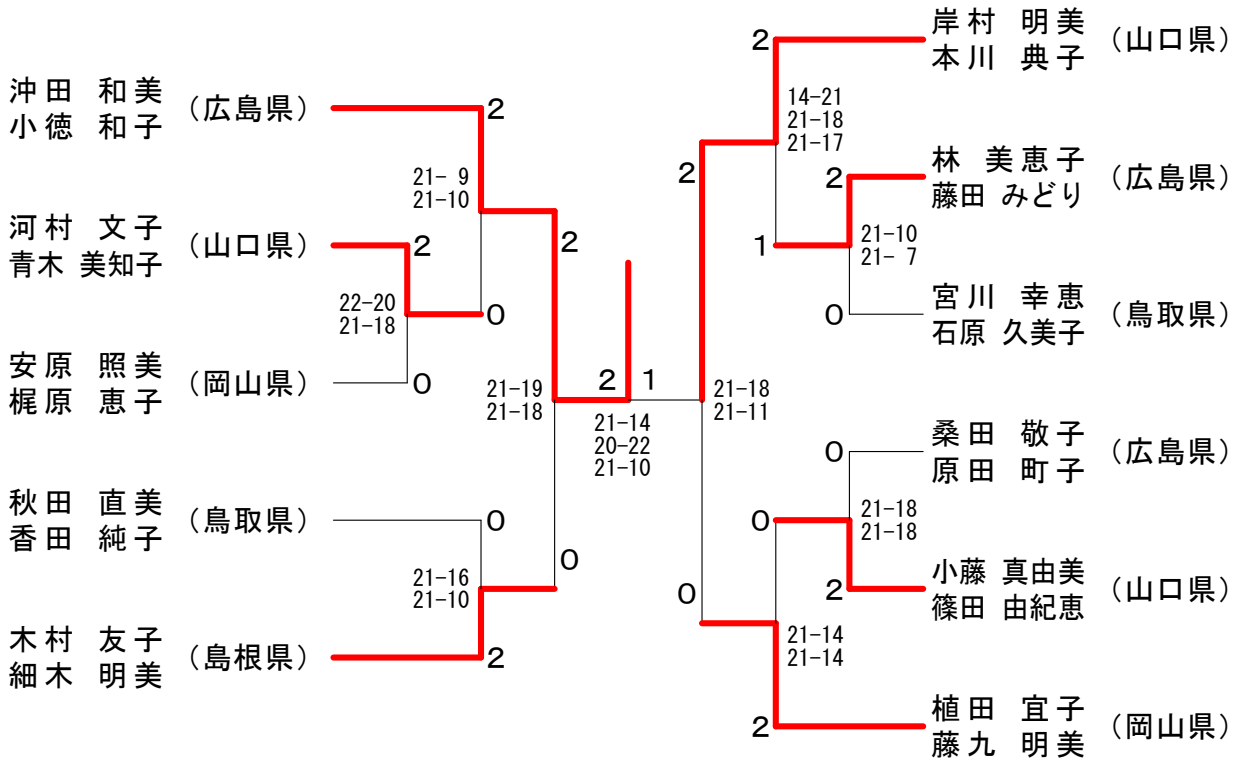 沖田 和美
小徳 和子
(広島県)
2
21- 9
21-10
河村 文子
青木 美知子
(山口県)
2
22-20
21-18
0
安原 照美
梶原 恵子
(岡山県)
0
2
21-19
21-18
秋田 直美
香田 純子
(鳥取県)
0
21-16
21-10
0
木村 友子
細木 明美
(島根県)
2
2
1
21-14
20-22
21-10
岸村 明美
本川 典子
(山口県)
2
14-21
21-18
21-17
2
林 美恵子
藤田 みどり
(広島県)
2
1
21-10
21- 7
宮川 幸恵
石原 久美子
(鳥取県)
0
21-18
21-11
桑田 敬子
原田 町子
(広島県)
0
0
21-18
21-18
小藤 真由美
篠田 由紀恵
(山口県)
2
0
21-14
21-14
植田 宜子
藤九 明美
(岡山県)
2